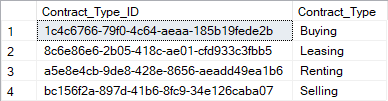 Contract_Type_ID Contract_Type
1 1c4c6766-79f0-4c64-aeaa-185b19fede2b Buying
2 8c6e86e6-2b05-418c-ae01-cfd933c3fbb5 Leasing
3 a5e8e4cb-9de8-428e-8656-aeadd49ea1b6 Renting
4 bc156f2a-897d-41b6-8fc9-34e126caba07 Selling